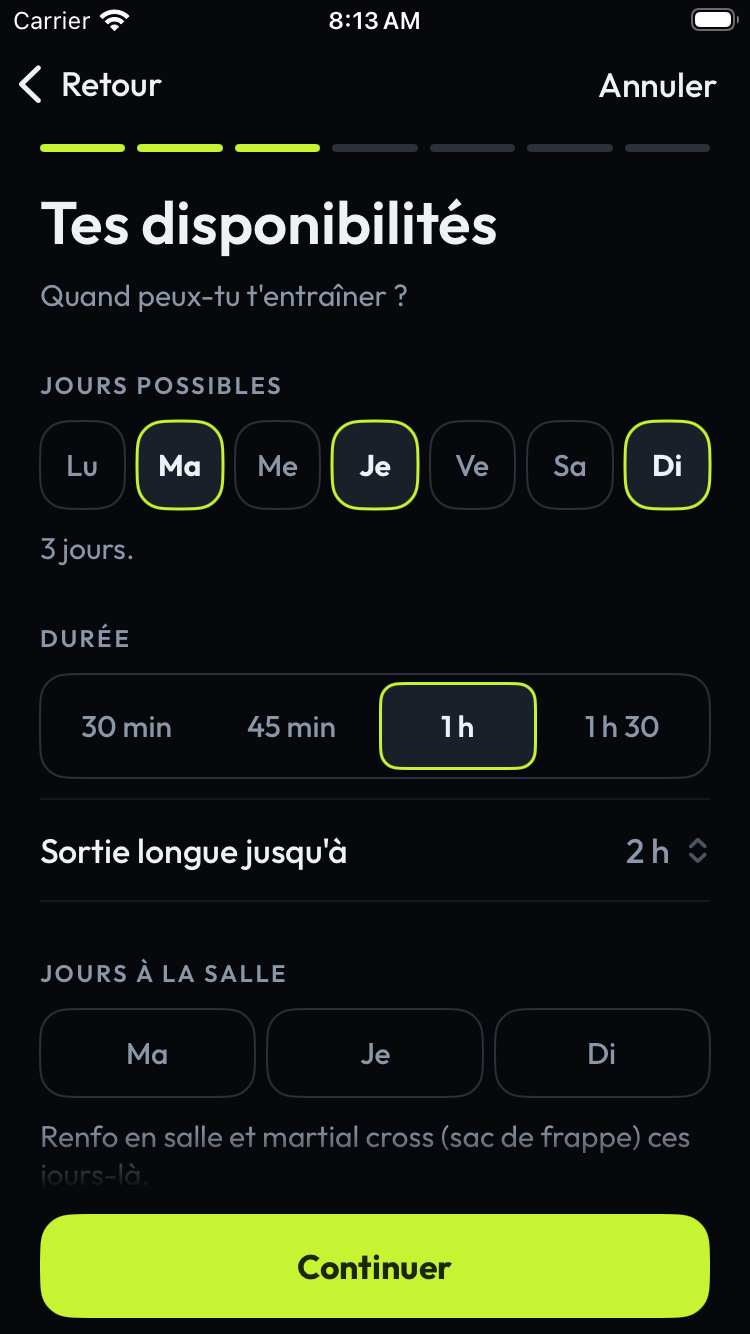 Carrier 8:13 AM
Retour Annuler
Tes disponibilités
Quand peux-tu t'entraîner ?
JOURS POSSIBLES
Lu Ma Me Je Ve Sa Di
3 jours.
DURÉE
30 min 45 min 1 h 1 h 30
Sortie longue jusqu'à 2 h
JOURS À LA SALLE
Ma Je Di
Renfo en salle et martial cross (sac de frappe) ces
jours-là.
Continuer